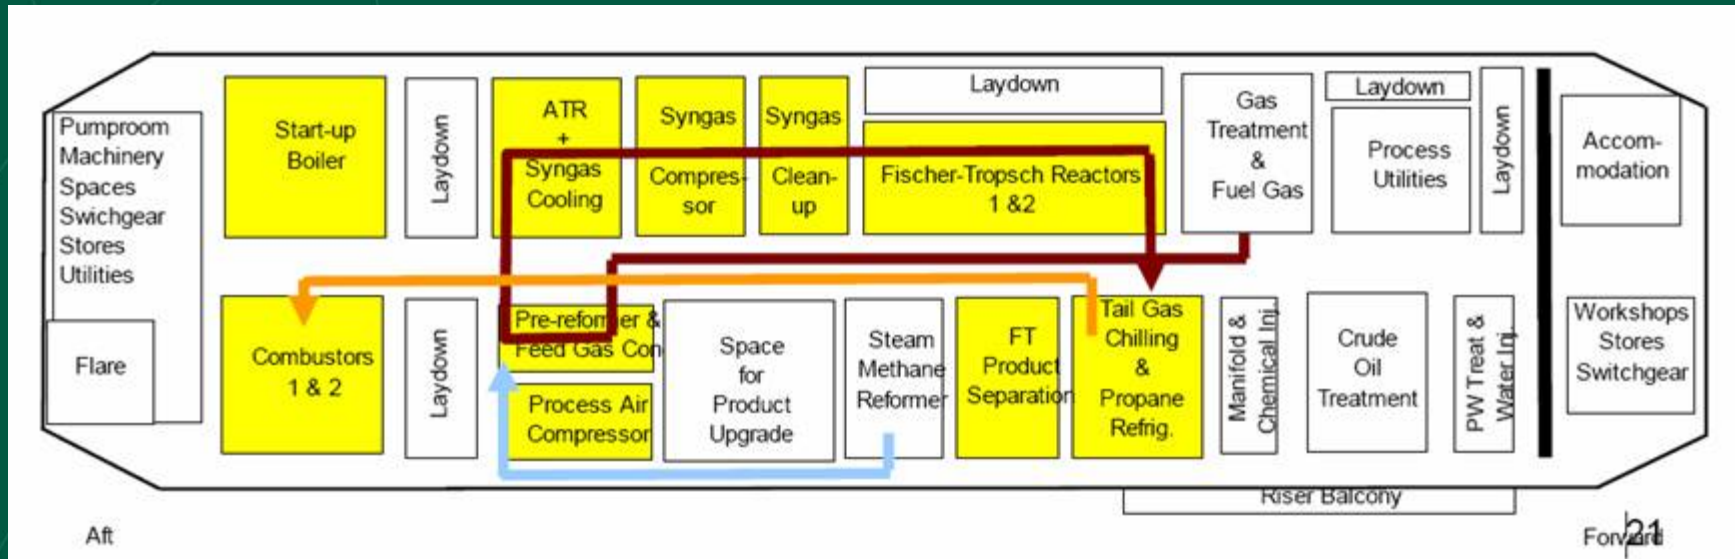 Pumproom
Machinery
Spaces
Swichgear
Stores
Utilities
Flare
Start-up
Boiler
Laydown
ATR
+
Syngas
Cooling
Syngas
Compres-
sor
Syngas
Clean-
up
Laydown
Fischer-Tropsch Reactors
1 &2
Gas
Treatment
&
Fuel Gas
Laydown
Process
Utilities
Laydown
Accom-
modation
Combustors
1 & 2
Laydown
Pre-reformer &
Feed Gas Con
Process Air
Compressor
Space
for
Product
Upgrade
Steam
Methane
Reformer
FT
Product
Separation
Tail Gas
Chilling
&
Propane
Refrig.
Manifold &
Chemical Inj.
Crude
Oil
Treatment
PW Treat &
Water Inj.
Workshops
Stores
Switchgear
Riser Balcony
Aft
Forward
21